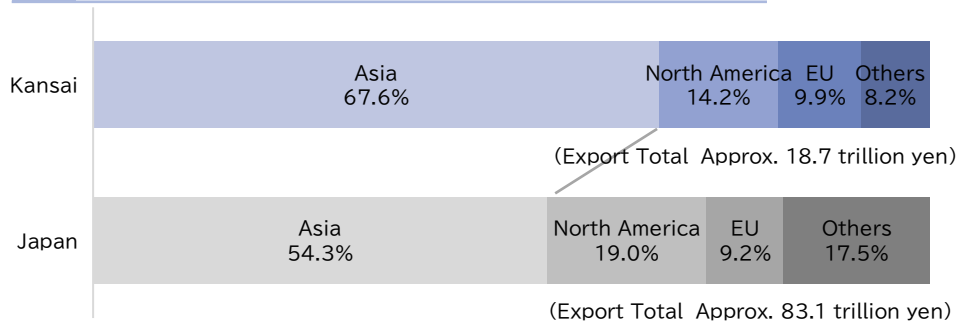 Kansai
Asia
67.6%
North America
14.2%
EU
9.9%
Others
8.2%
(Export Total Approx. 18.7 trillion yen)
Japan
Asia
54.3%
North America
19.0%
EU
9.2%
Others
17.5%
(Export Total Approx. 83.1 trillion yen)